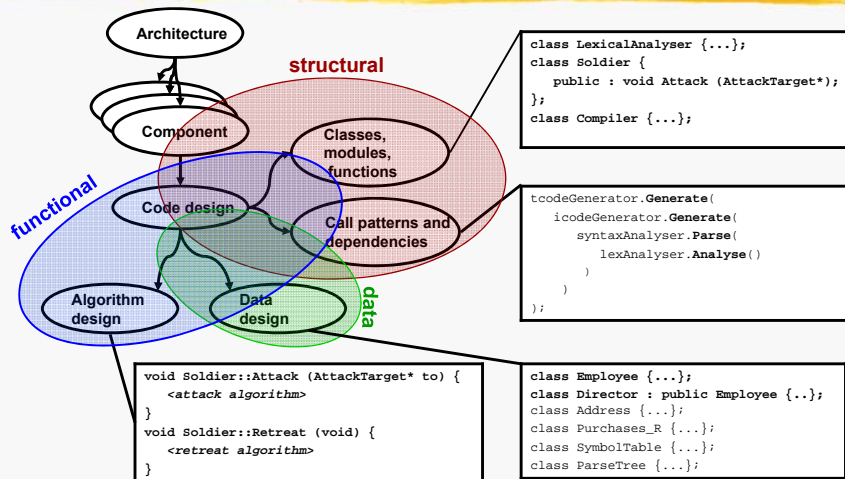 Architecture
structural
Component
Classes,
modules,
functions
functional
Code design
Call patterns and
dependencies
Algorithm
design
Data
design
data
class LexicalAnalyser {...};
class Soldier {
public : void Attack (AttackTarget*);
};
class Compiler {...};
tcodeGenerator.Generate(
icodeGenerator.Generate(
syntaxAnalyser.Parse(
lexAnalyser.Analyse()
)
)
);
void Soldier::Attack (AttackTarget* to) {
<attack algorithm>
}
void Soldier::Retreat (void) {
<retreat algorithm>
}
class Employee {...};
class Director : public Employee {..};
class Address {...};
class Purchases_R {...};
class SymbolTable {...};
class ParseTree {...};